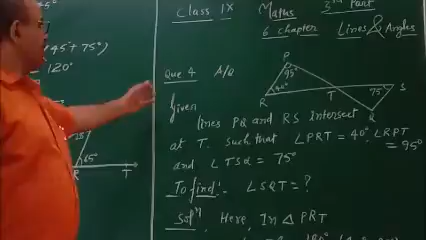 Class IX Maths 3rd Part
6 chapter Lines & Angles
45° + 75°)
120°
Que 4 A/Q
P
95°
40°
R
T
75°
S
Q
Given
lines PQ and RS intersect
at T. such that ∠PRT = 40°, ∠RPT
= 95°
and, ∠TSQ = 75°
To find:- ∠SQT = ?
Solⁿ, Here, In △ PRT
65°
R
T